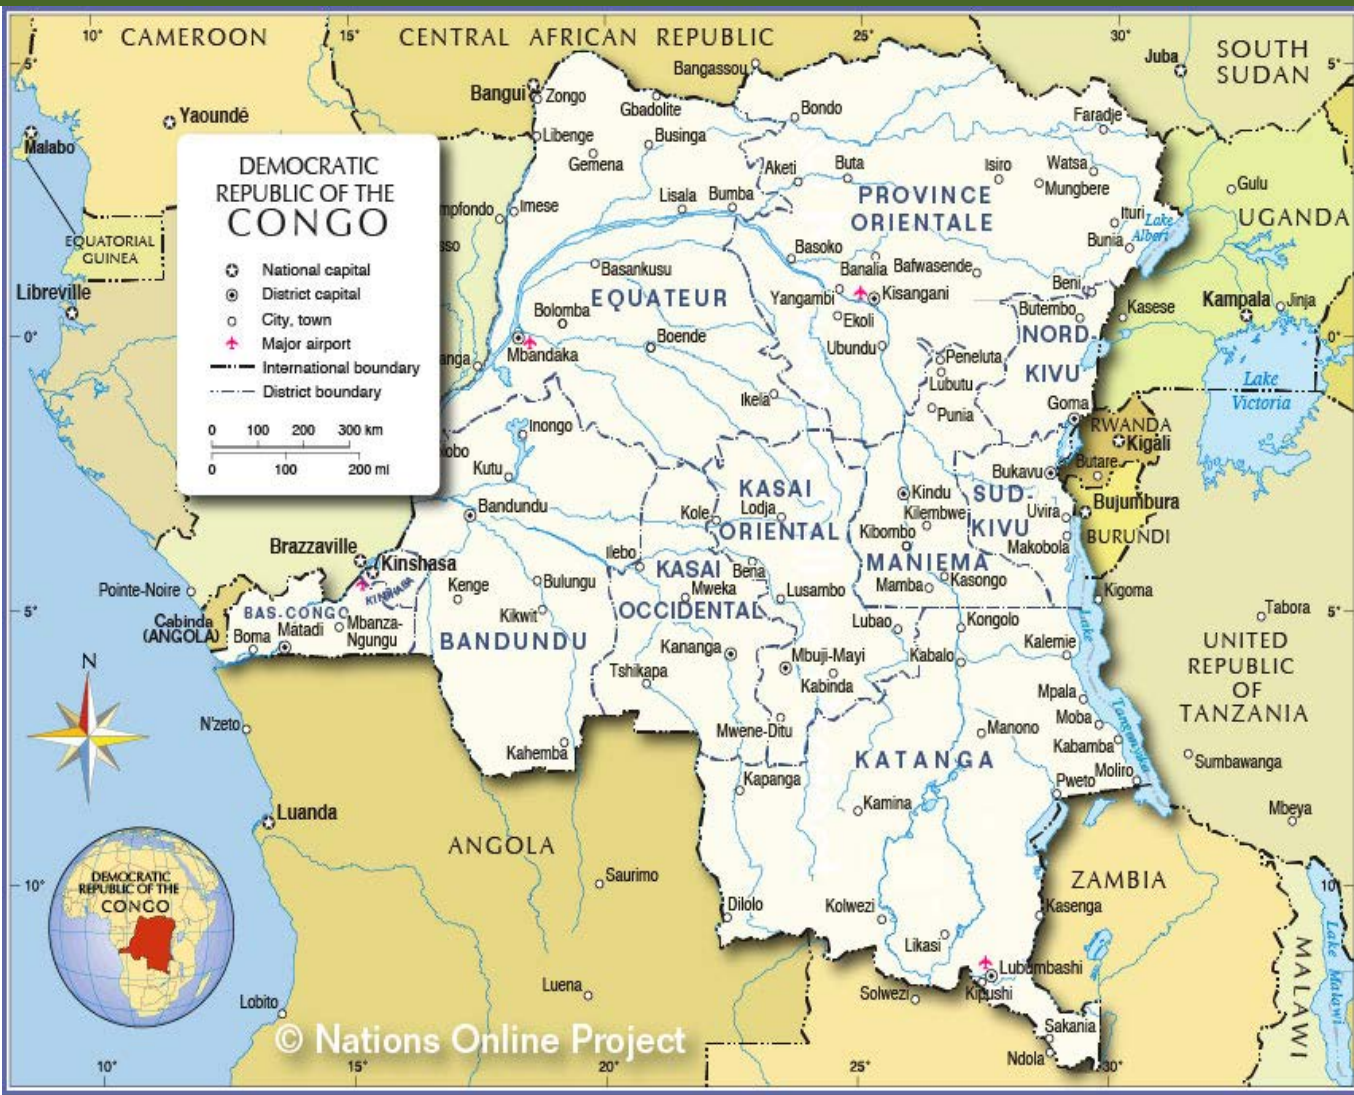 10°
15°
20°
25°
30°
CAMEROON
CENTRAL AFRICAN REPUBLIC
SOUTH
SUDAN
5°
5°
Juba
Bangassou
Bangui
Zongo
Gbadolite
Bondo
Faradje
Yaoundé
Malabo
Libenge
Businga
Gemena
Aketi
Buta
Isiro
Watsa
Mungbere
Gulu
DEMOCRATIC
REPUBLIC OF THE
CONGO
National capital
District capital
City, town
Major airport
International boundary
District boundary
0 100 200 300 km
0 100 200 mi
EQUATORIAL
GUINEA
Libreville
mpfondo
Imese
Lisala
Bumba
PROVINCE
ORIENTALE
Ituri
Lake
Albert
Bunia
UGANDA
sso
Basoko
Banalia
Bafwasende
Basankusu
EQUATEUR
Yangambi
Kisangani
Beni
Butembo
Kasese
Kampala
Jinja
Bolomba
Ekoli
NORD
KIVU
0°
0°
Mbandaka
Boende
Ubundu
Peneluta
Lubutu
anga
Ikela
Punia
Goma
Lake
Victoria
RWANDA
Kigali
Inongo
olobo
Kutu
Bukavu
Butare
Bandundu
KASAI
ORIENTAL
Kole
Lodja
Kindu
Kilembwe
SUD-
KIVU
Uvira
Bujumbura
BURUNDI
Kibombo
Makobola
Brazzaville
Kinshasa
KINSHASA
Ilebo
KASAI
OCCIDENTAL
Bena
Mweka
MANIEMA
Mamba
Kasongo
Pointe-Noire
Kenge
Bulungu
Lusambo
Kigoma
5°
5°
Cabinda
(ANGOLA)
BAS-CONGO
Boma
Matadi
Mbanza-
Ngungu
Kikwit
BANDUNDU
Lubao
Kongolo
Lake
Tanganyika
Tabora
Kananga
Mbuji-Mayi
Kabalo
Kalemie
UNITED
REPUBLIC
OF
TANZANIA
N
Tshikapa
Kabinda
Mpala
Moba
N'zeto
Mwene-Ditu
Manono
Kabamba
Kahemba
KATANGA
Moliro
Sumbawanga
Kapanga
Pweto
Kamina
Mbeya
Luanda
ANGOLA
DEMOCRATIC
REPUBLIC OF THE
CONGO
Saurimo
ZAMBIA
10°
10°
Dilolo
Kolwezi
Kasenga
Likasi
Lubumbashi
Kipushi
Luena
Solwezi
Lobito
Sakania
Ndola
MALAWI
Lake Malawi
© Nations Online Project
10°
15°
20°
25°
30°